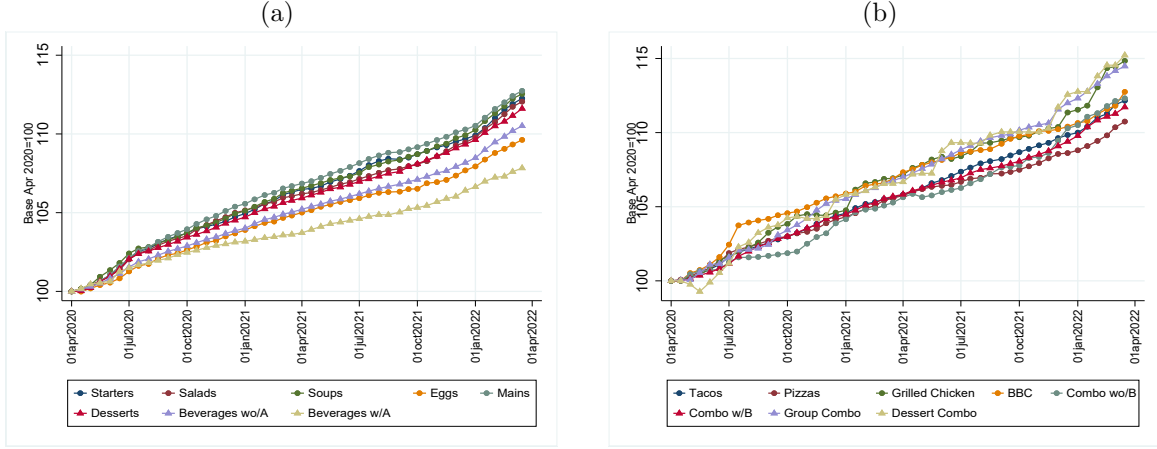 (a)
Base Apr 2020=100
115
110
105
100
01apr2020
01jul2020
01oct2020
01jan2021
01apr2021
01jul2021
01oct2021
01jan2022
01apr2022
Starters Salads Soups Eggs Mains
Desserts Beverages wo/A Beverages w/A
(b)
Base Apr 2020=100
115
110
105
100
01apr2020
01jul2020
01oct2020
01jan2021
01apr2021
01jul2021
01oct2021
01jan2022
01apr2022
Tacos Pizzas Grilled Chicken BBC Combo wo/B
Combo w/B Group Combo Dessert Combo